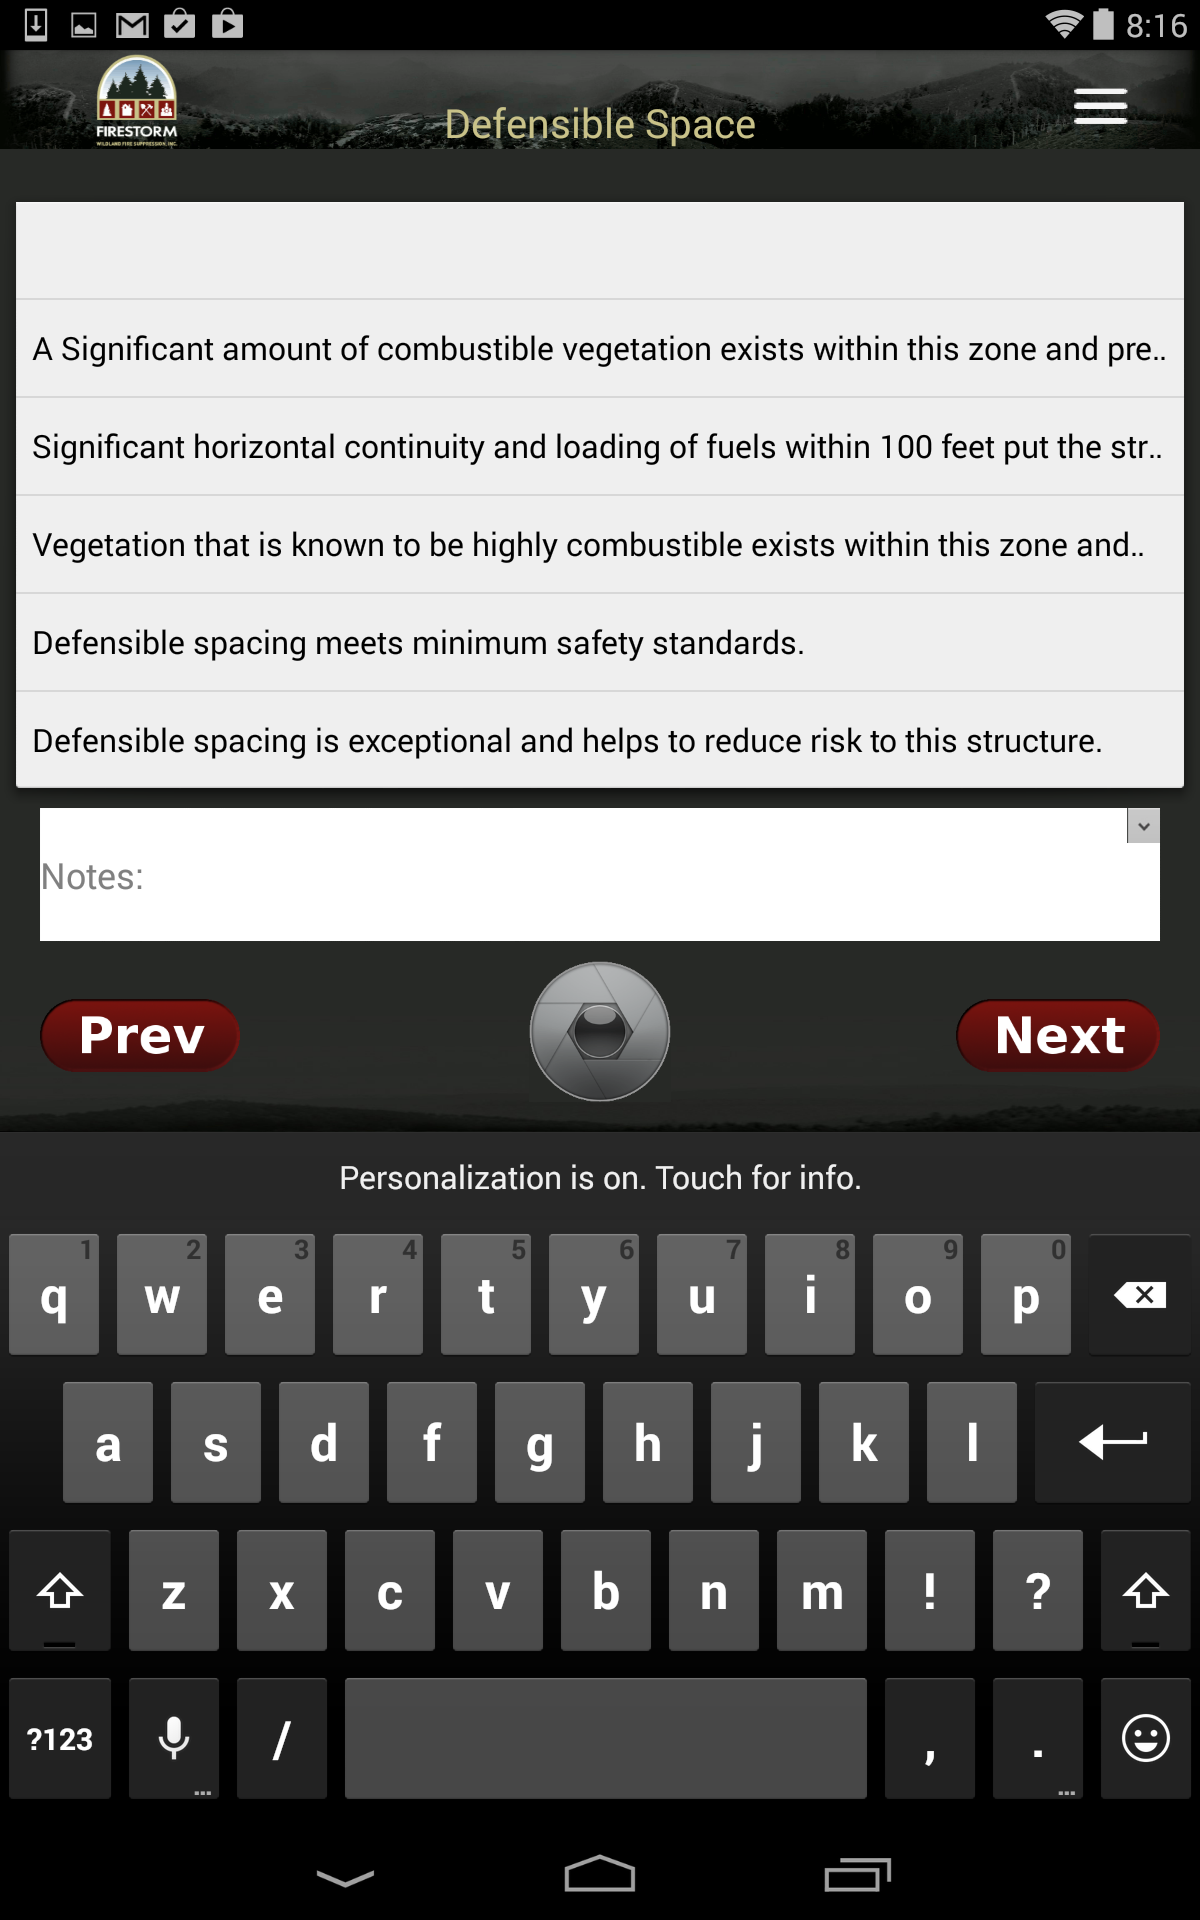 8:16
FIRESTORM
WILDLAND FIRE SUPPRESSION, INC.
Defensible Space
A Significant amount of combustible vegetation exists within this zone and pre..
Significant horizontal continuity and loading of fuels within 100 feet put the str..
Vegetation that is known to be highly combustible exists within this zone and..
Defensible spacing meets minimum safety standards.
Defensible spacing is exceptional and helps to reduce risk to this structure.
Notes:
Prev
Next
Personalization is on. Touch for info.
1 2 3 4 5 6 7 8 9 0
q w e r t y u i o p
a s d f g h j k l
z x c v b n m ! ?
?123 / , .